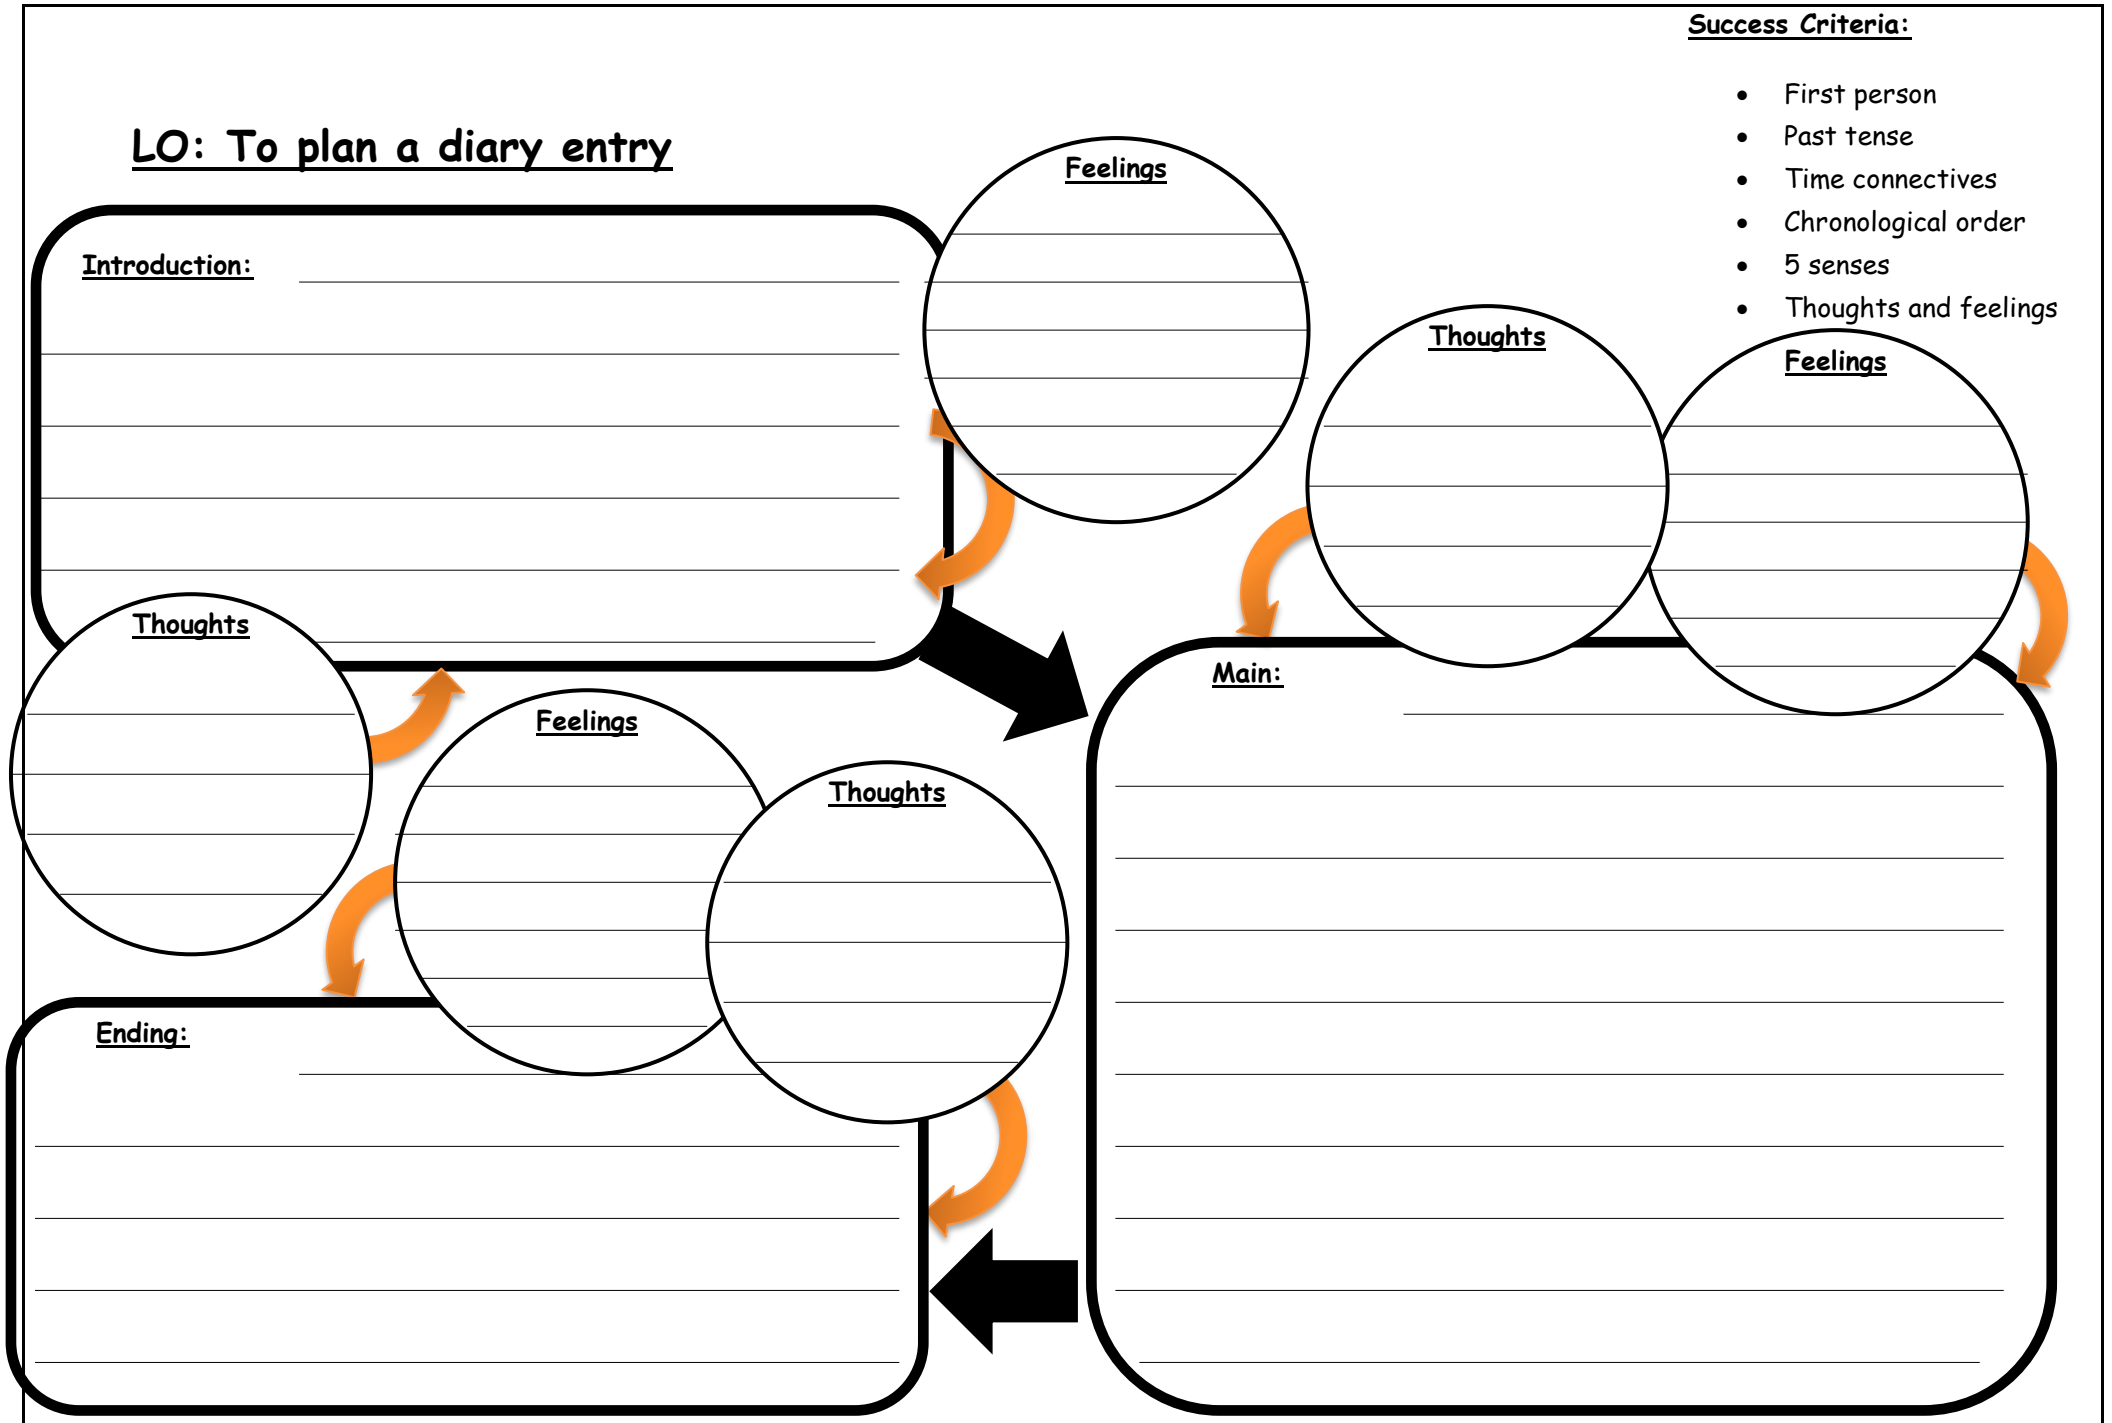 Success Criteria:
First person
Past tense
Time connectives
Chronological order
5 senses
Thoughts and feelings
LO: To plan a diary entry
Introduction:
Feelings
Thoughts
Thoughts
Feelings
Main:
Feelings
Thoughts
Ending: